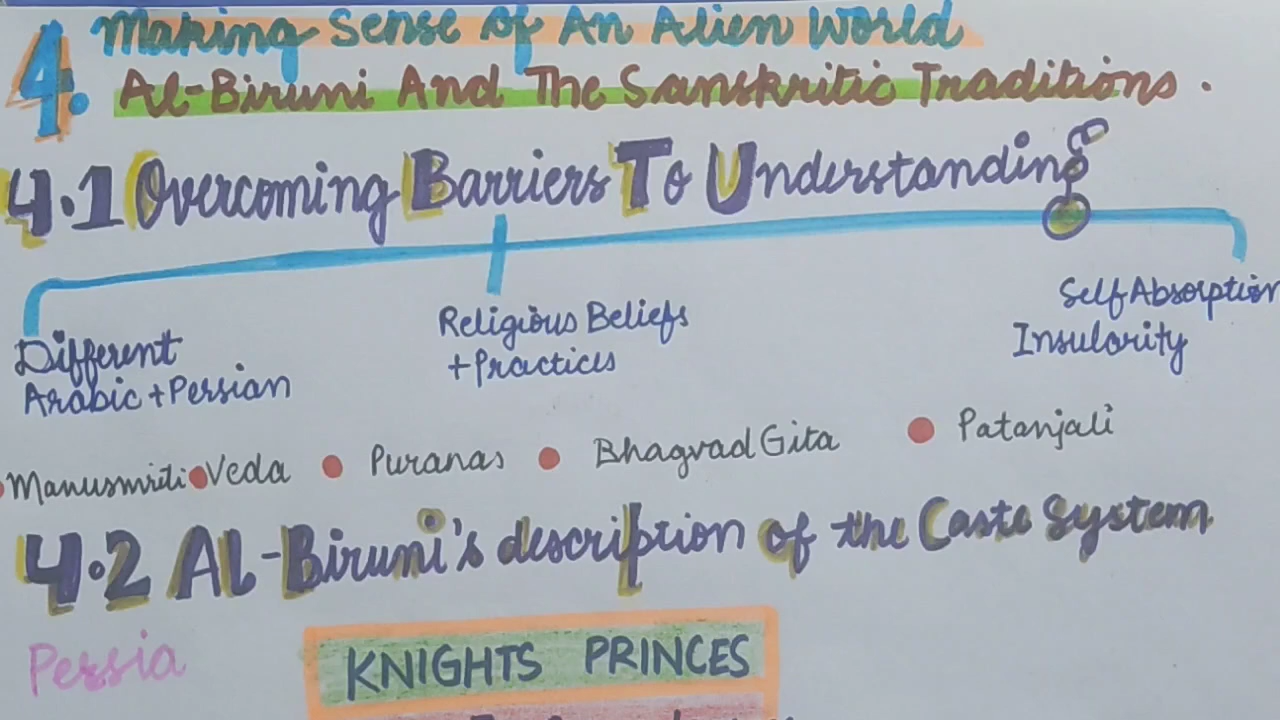 4. Making Sense of An Alien World
Al-Biruni And The Sanskritic Traditions.
4.1 Overcoming Barriers To Understanding
Different
Arabic + Persian
Religious Beliefs
+ Practices
Self Absorption
Insulority
Manusmriti • Veda • Puranas • Bhagvad Gita • Patanjali
4.2 Al-Biruni's description of the Caste System
Persia
KNIGHTS PRINCES